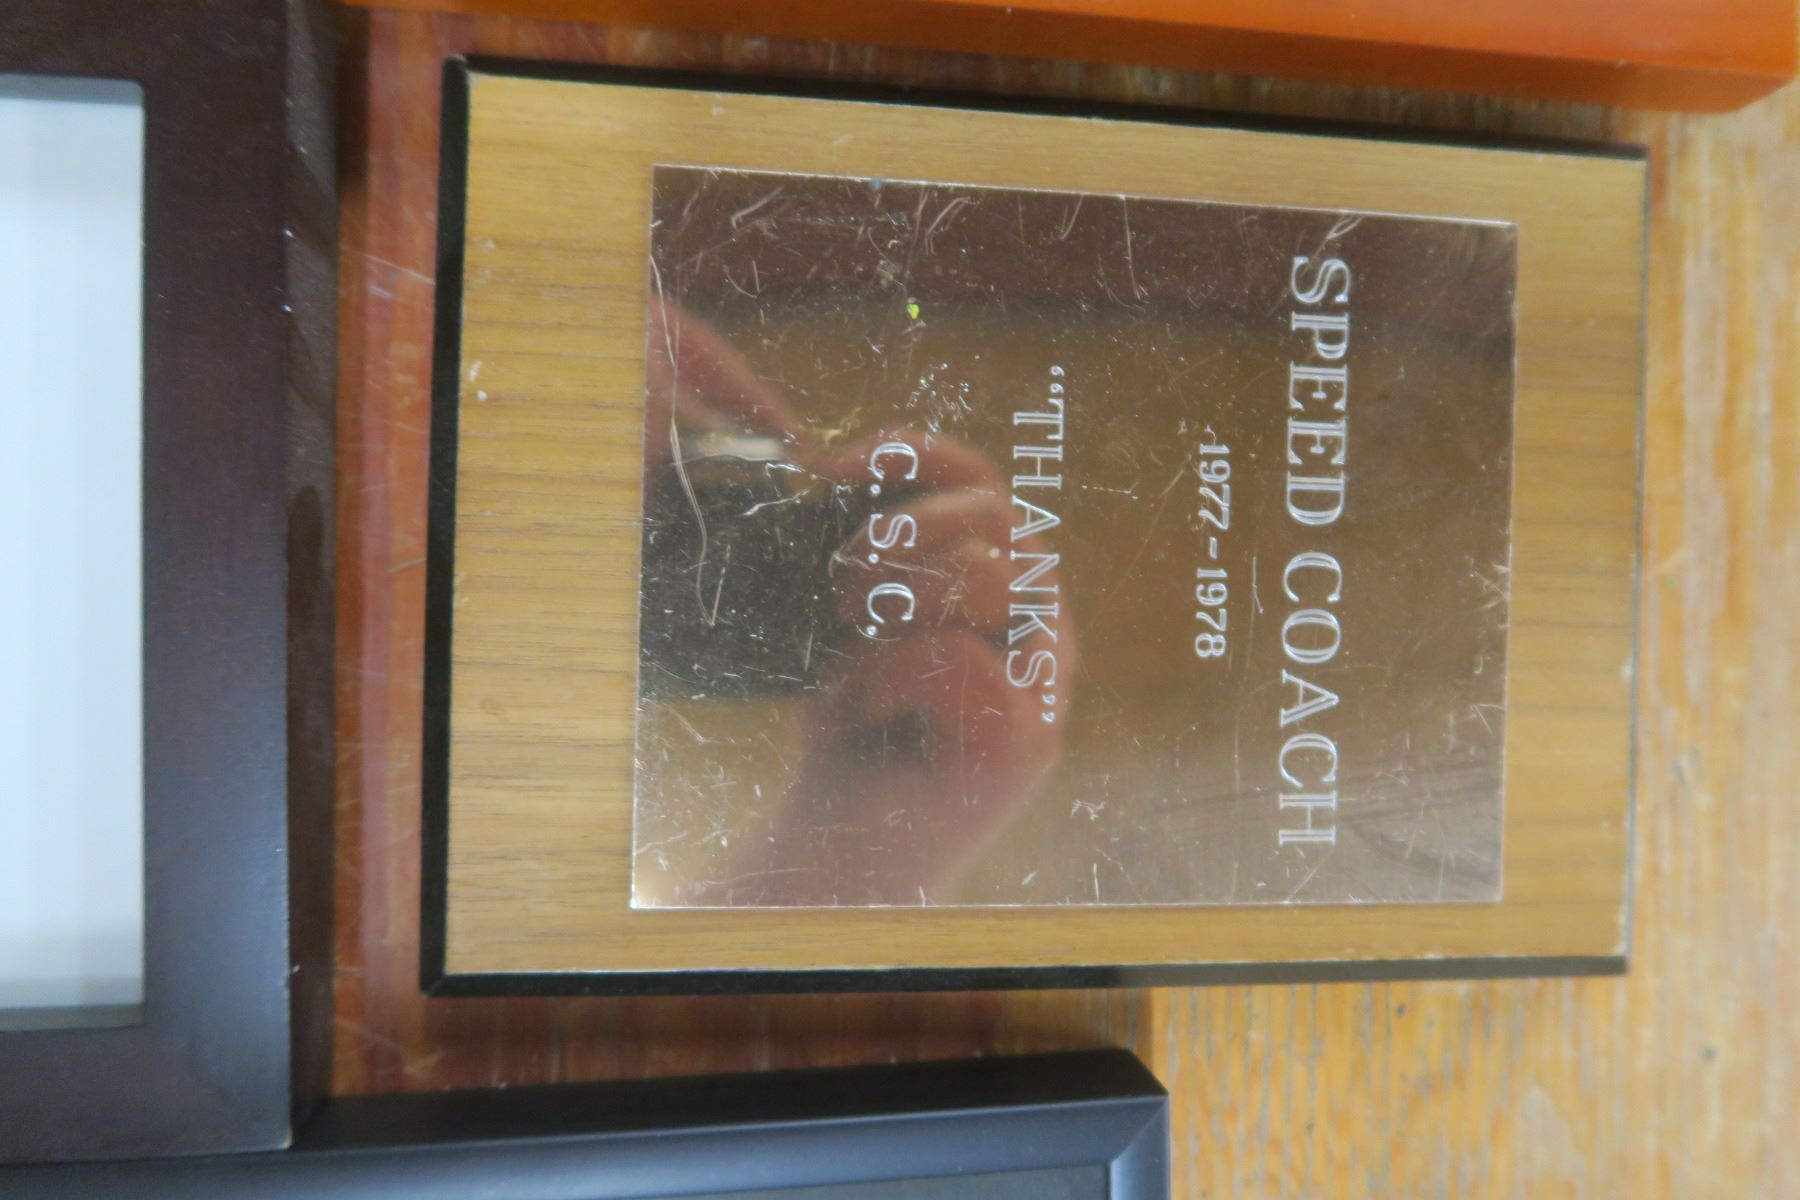 SPEED COACH
1977-1978
“THANKS”
C.S.C.